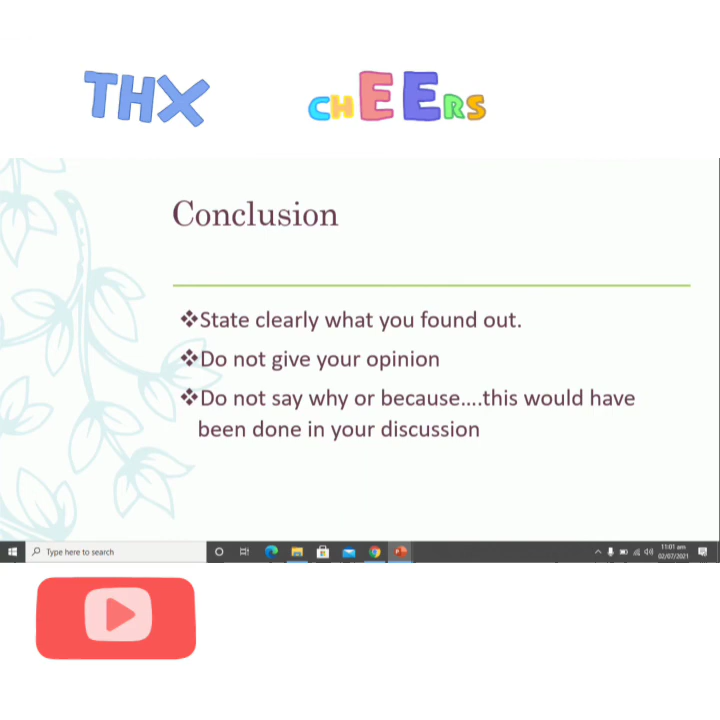 THX
CHEERS
Conclusion
❖State clearly what you found out.
❖Do not give your opinion
❖Do not say why or because....this would have
been done in your discussion
Type here to search
11:01 am
02/07/2021